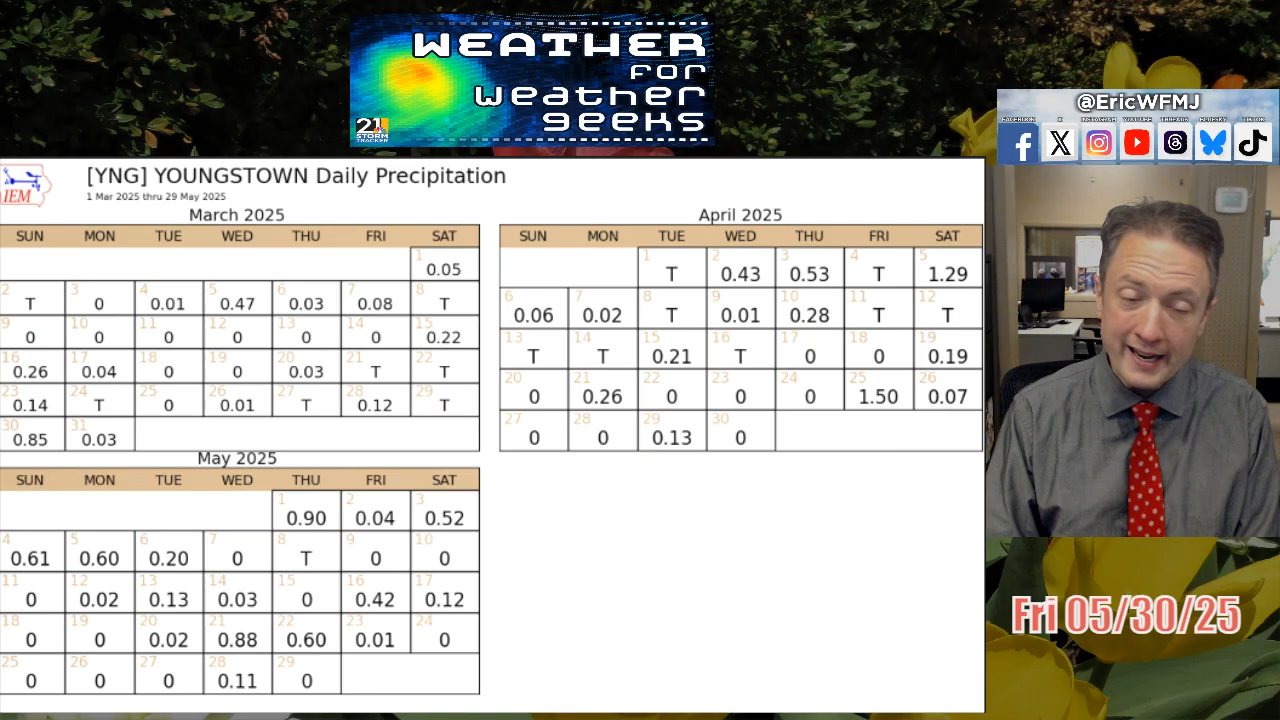 WEATHER
for
weather
geeks
21
STORM
TRACKER
@EricWFMJ
FACEBOOK X INSTAGRAM YOUTUBE THREADS BLUESKY TIKTOK
IEM
[YNG] YOUNGSTOWN Daily Precipitation
1 Mar 2025 thru 29 May 2025
March 2025
SUN MON TUE WED THU FRI SAT
1
0.05
2 3 4 5 6 7 8
T 0 0.01 0.47 0.03 0.08 T
9 10 11 12 13 14 15
0 0 0 0 0 0 0.22
16 17 18 19 20 21 22
0.26 0.04 0 0 0.03 T T
23 24 25 26 27 28 29
0.14 T 0 0.01 T 0.12 T
30 31
0.85 0.03
April 2025
SUN MON TUE WED THU FRI SAT
1 2 3 4 5
T 0.43 0.53 T 1.29
6 7 8 9 10 11 12
0.06 0.02 T 0.01 0.28 T T
13 14 15 16 17 18 19
T T 0.21 T 0 0 0.19
20 21 22 23 24 25 26
0 0.26 0 0 0 1.50 0.07
27 28 29 30
0 0 0.13 0
May 2025
SUN MON TUE WED THU FRI SAT
1 2 3
0.90 0.04 0.52
4 5 6 7 8 9 10
0.61 0.60 0.20 0 T 0 0
11 12 13 14 15 16 17
0 0.02 0.13 0.03 0 0.42 0.12
18 19 20 21 22 23 24
0 0 0.02 0.88 0.60 0.01 0
25 26 27 28 29
0 0 0 0.11 0
Fri 05/30/25